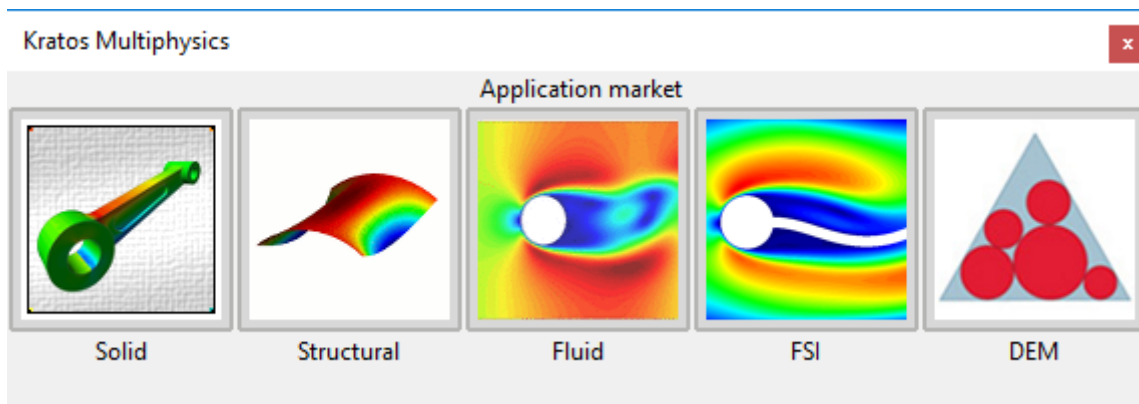 Kratos Multiphysics
x
Application market
Solid Structural Fluid FSI DEM